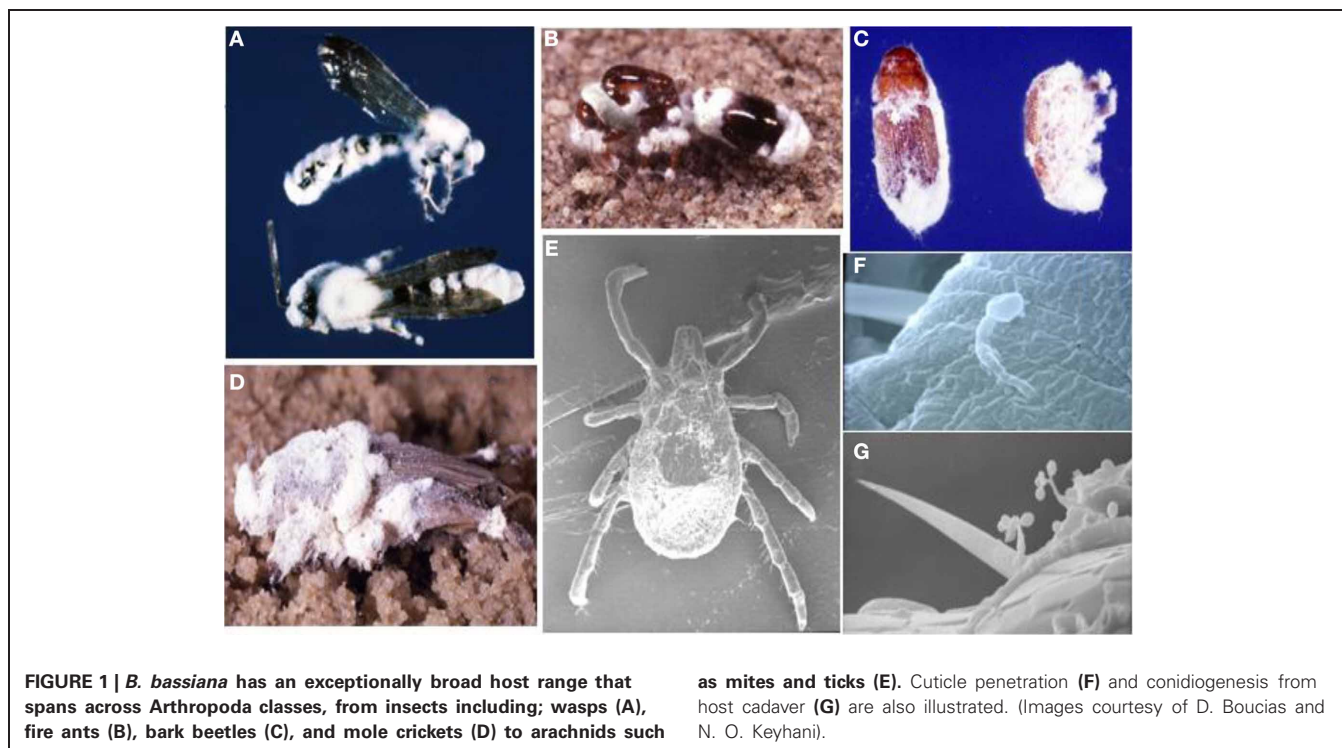 A
B
C
D
E
F
G
FIGURE 1 | B. bassiana has an exceptionally broad host range that
spans across Arthropoda classes, from insects including; wasps (A),
fire ants (B), bark beetles (C), and mole crickets (D) to arachnids such
as mites and ticks (E). Cuticle penetration (F) and conidiogenesis from
host cadaver (G) are also illustrated. (Images courtesy of D. Boucias and
N. O. Keyhani).